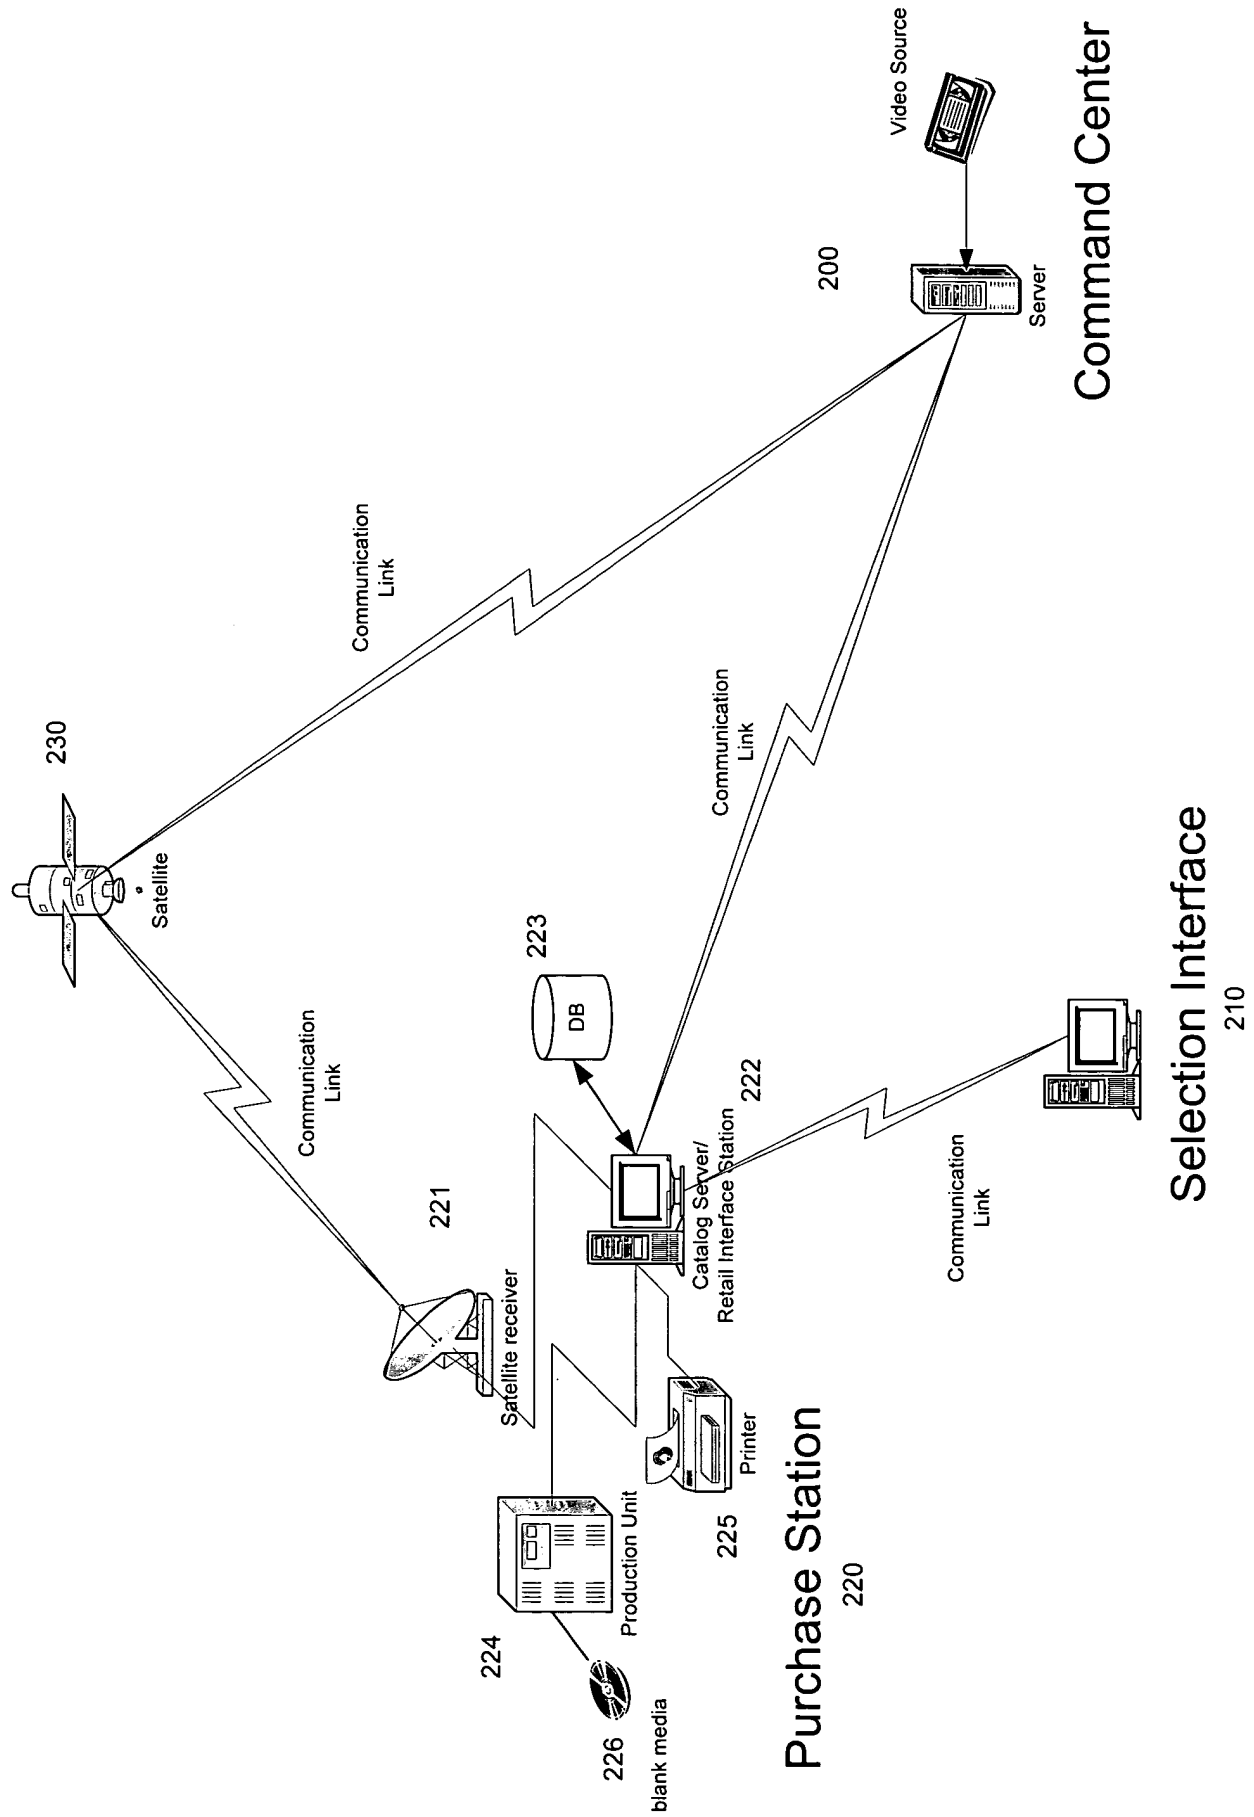 230
Satellite
Communication
Link
Communication
Link
221
Satellite receiver
223
DB
222
Catalog Server/
Retail Interface Station
Communication
Link
200
Video Source
Server
Command Center
224
Production Unit
226
blank media
225
Printer
Purchase Station
220
Communication
Link
Selection Interface
210